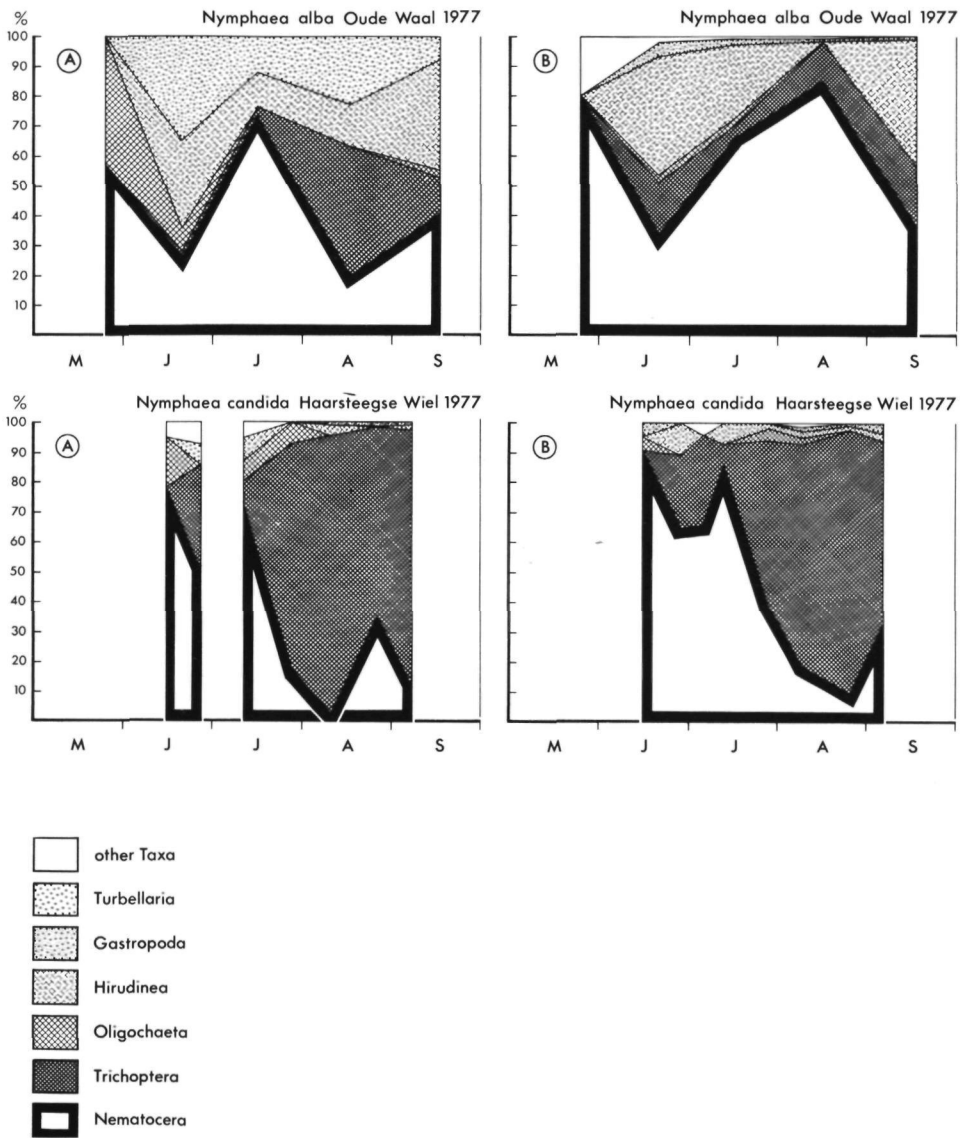 % Nymphaea alba Oude Waal 1977
Nymphaea alba Oude Waal 1977
100
90
80
70
60
50
40
30
20
10
A
B
M J J A S
M J J A S
% Nymphaea candida Haarsteegse Wiel 1977
Nymphaea candida Haarsteegse Wiel 1977
100
90
80
70
60
50
40
30
20
10
A
B
M J J A S
M J J A S
other Taxa
Turbellaria
Gastropoda
Hirudinea
Oligochaeta
Trichoptera
Nematocera